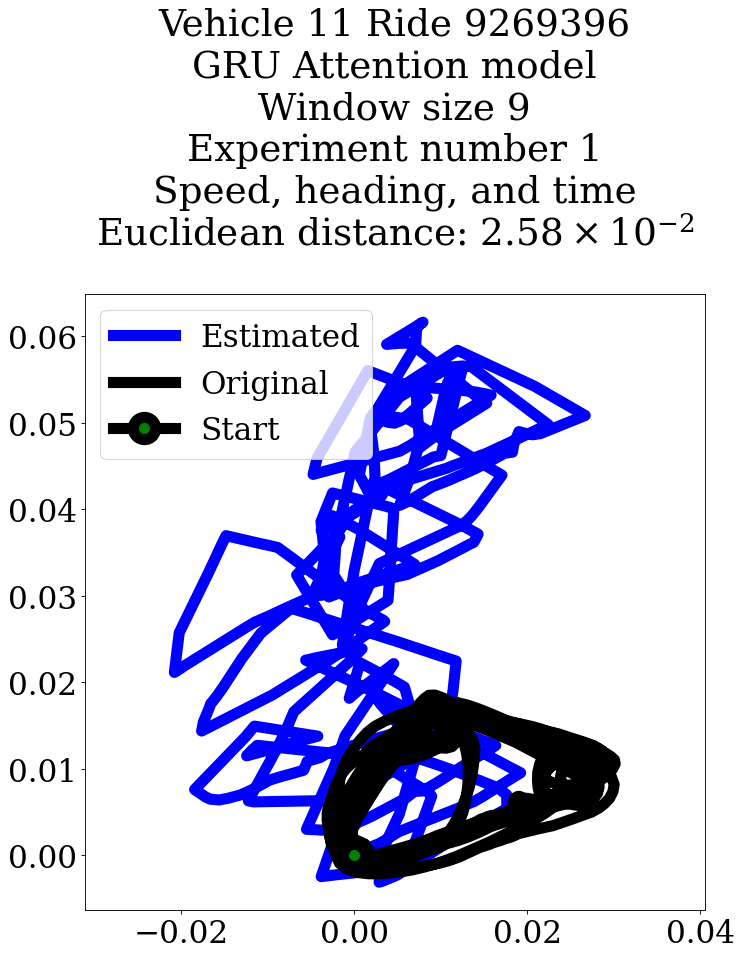 Vehicle 11 Ride 9269396
GRU Attention model
Window size 9
Experiment number 1
Speed, heading, and time
Euclidean distance: 2.58 × 10⁻²
Estimated
Original
Start
0.06
0.05
0.04
0.03
0.02
0.01
0.00
−0.02 0.00 0.02 0.04